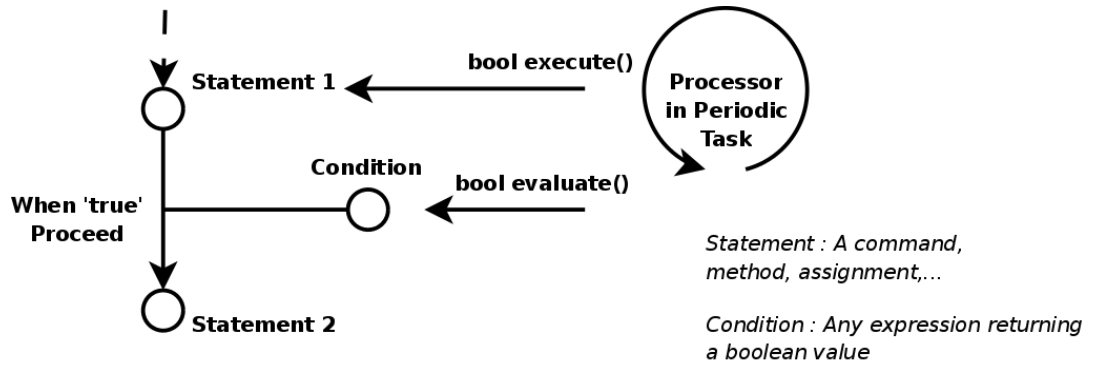 bool execute()
Statement 1
Processor
in Periodic
Task
Condition
bool evaluate()
When 'true'
Proceed
Statement : A command,
method, assignment,...
Statement 2
Condition : Any expression returning
a boolean value